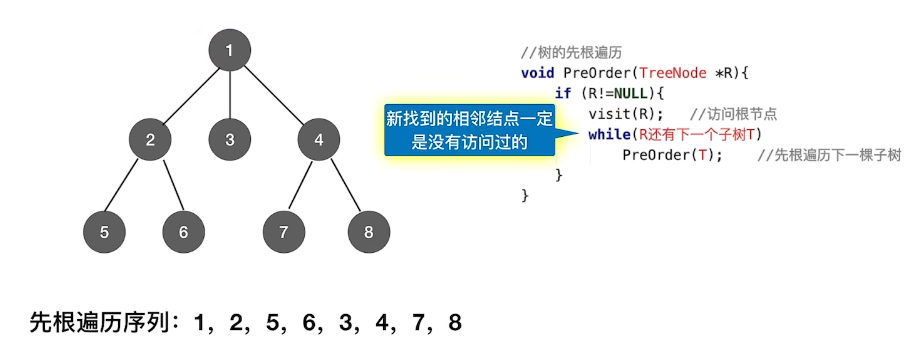 1
2
3
4
5
6
7
8
//树的先根遍历
void PreOrder(TreeNode *R){
if (R!=NULL){
visit(R); //访问根节点
while(R还有下一个子树T)
PreOrder(T); //先根遍历下一棵子树
}
}
新找到的相邻结点一定
是没有访问过的
先根遍历序列：1，2，5，6，3，4，7，8